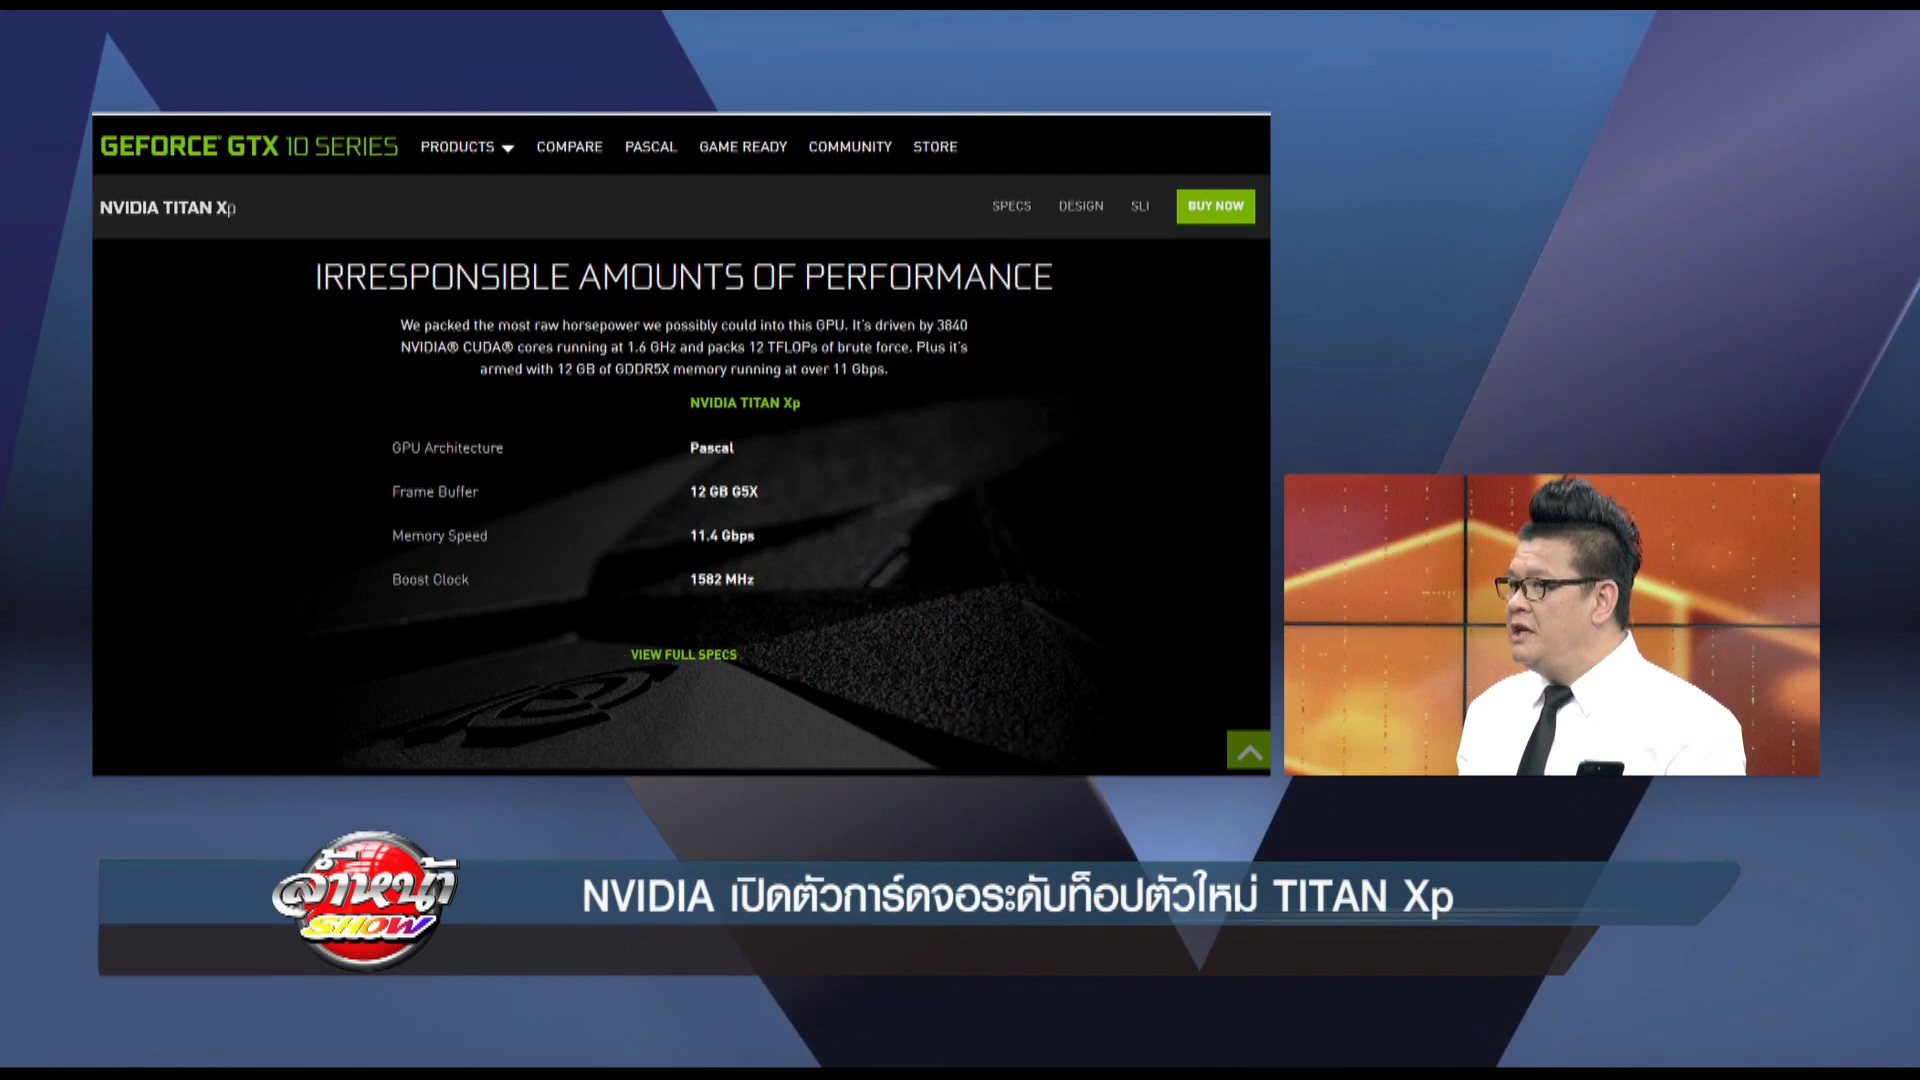 GEFORCE GTX 10 SERIES PRODUCTS COMPARE PASCAL GAME READY COMMUNITY STORE
NVIDIA TITAN Xp SPECS DESIGN SLI BUY NOW
IRRESPONSIBLE AMOUNTS OF PERFORMANCE
We packed the most raw horsepower we possibly could into this GPU. It's driven by 3840
NVIDIA® CUDA® cores running at 1.6 GHz and packs 12 TFLOPs of brute force. Plus it's
armed with 12 GB of GDDR5X memory running at over 11 Gbps.
NVIDIA TITAN Xp
GPU Architecture Pascal
Frame Buffer 12 GB G5X
Memory Speed 11.4 Gbps
Boost Clock 1582 MHz
VIEW FULL SPECS
ล้ำหน้า
SHOW
NVIDIA เปิดตัวการ์ดจอระดับท็อปตัวใหม่ TITAN Xp